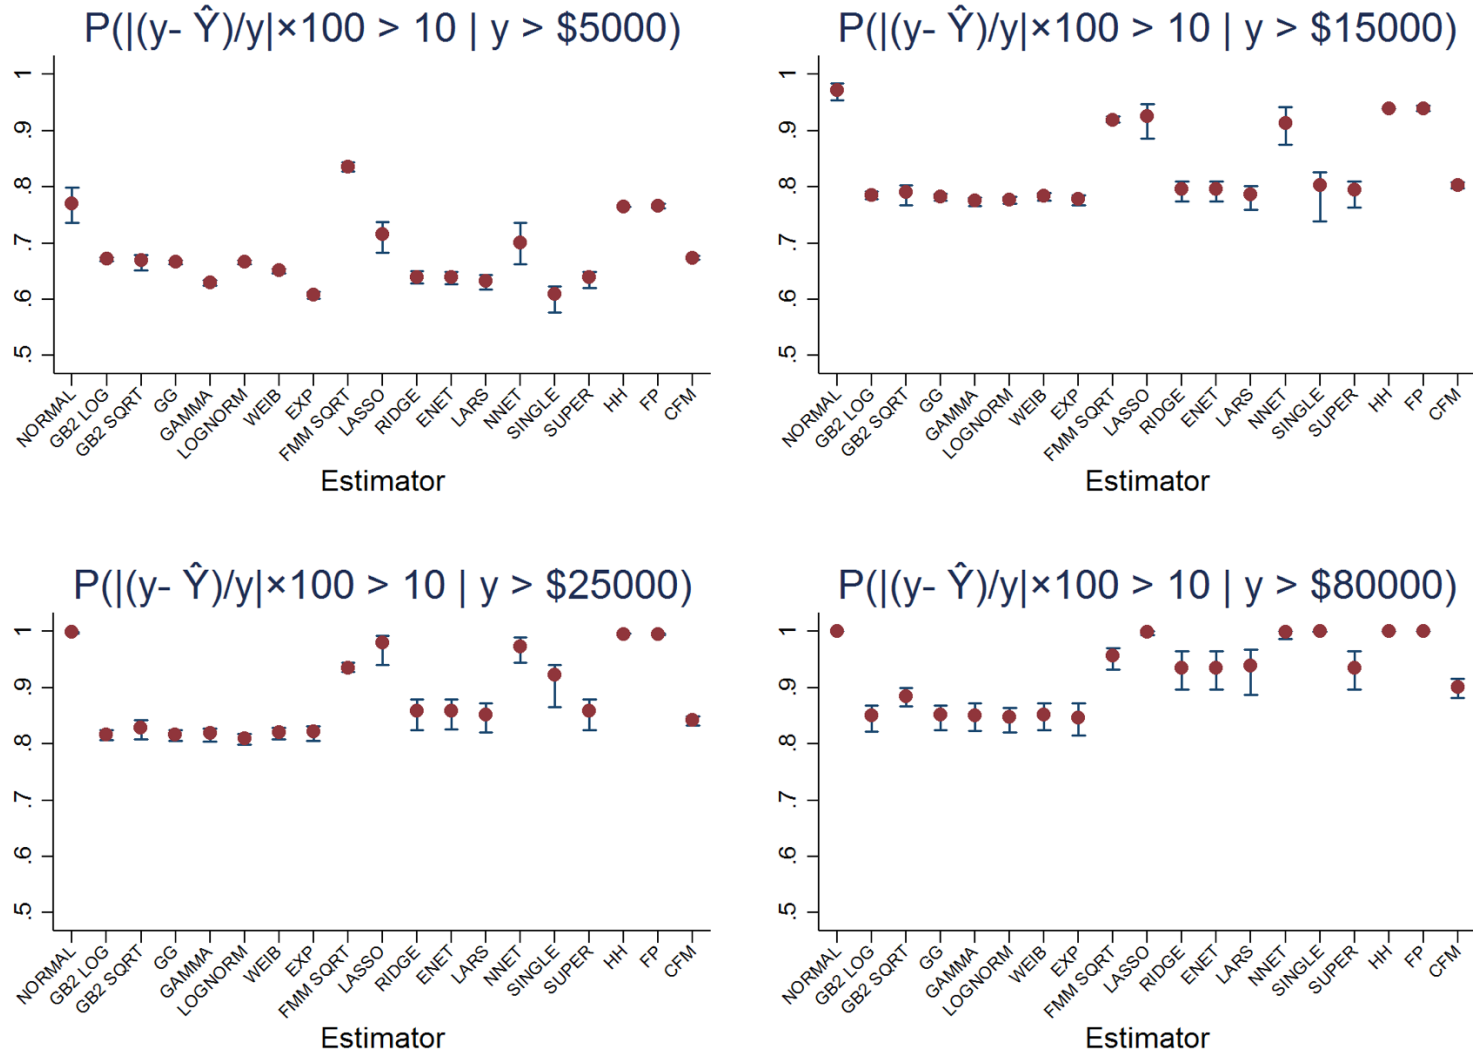 P(|(y- Ŷ)/y|×100 > 10 | y > $5000)
1
.9
.8
.7
.6
.5
NORMAL
GB2 LOG
GB2 SQRT
GG
GAMMA
LOGNORM
WEIB
EXP
FMM SQRT
LASSO
RIDGE
ENET
LARS
NNET
SINGLE
SUPER
HH
FP
CFM
Estimator
P(|(y- Ŷ)/y|×100 > 10 | y > $15000)
1
.9
.8
.7
.6
.5
NORMAL
GB2 LOG
GB2 SQRT
GG
GAMMA
LOGNORM
WEIB
EXP
FMM SQRT
LASSO
RIDGE
ENET
LARS
NNET
SINGLE
SUPER
HH
FP
CFM
Estimator
P(|(y- Ŷ)/y|×100 > 10 | y > $25000)
1
.9
.8
.7
.6
.5
NORMAL
GB2 LOG
GB2 SQRT
GG
GAMMA
LOGNORM
WEIB
EXP
FMM SQRT
LASSO
RIDGE
ENET
LARS
NNET
SINGLE
SUPER
HH
FP
CFM
Estimator
P(|(y- Ŷ)/y|×100 > 10 | y > $80000)
1
.9
.8
.7
.6
.5
NORMAL
GB2 LOG
GB2 SQRT
GG
GAMMA
LOGNORM
WEIB
EXP
FMM SQRT
LASSO
RIDGE
ENET
LARS
NNET
SINGLE
SUPER
HH
FP
CFM
Estimator